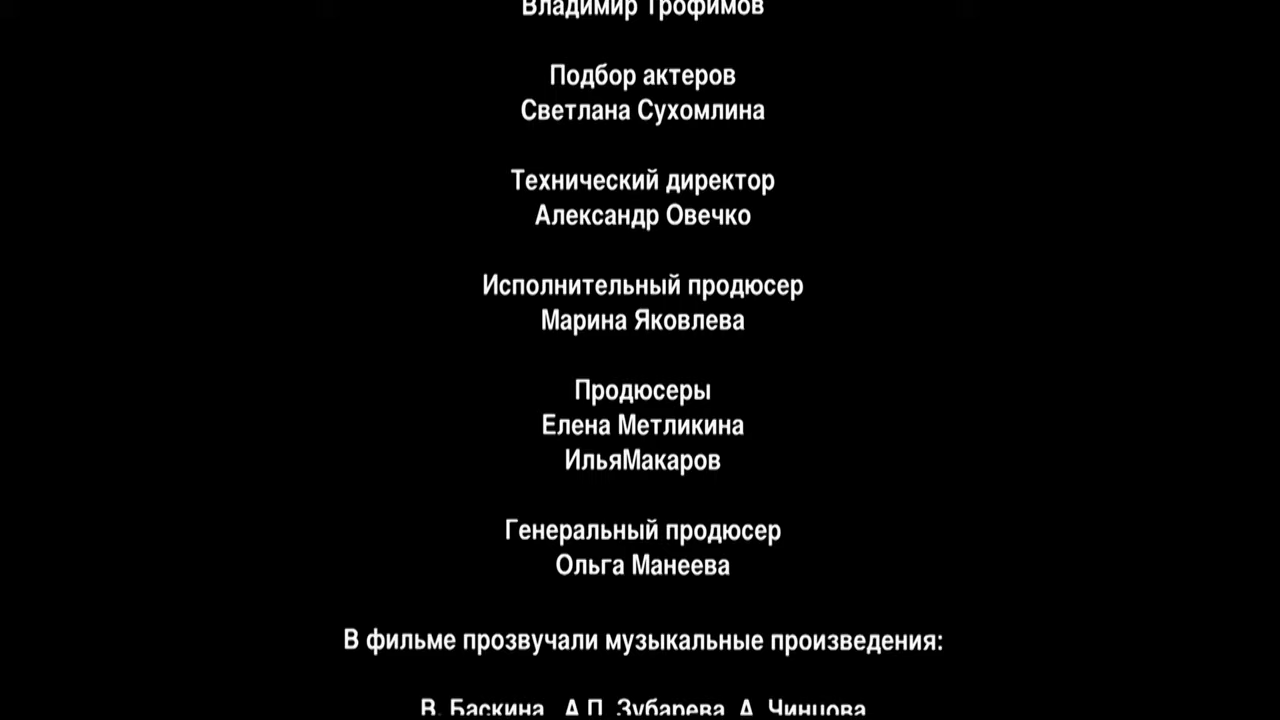 Владимир Трофимов
Подбор актеров
Светлана Сухомлина
Технический директор
Александр Овечко
Исполнительный продюсер
Марина Яковлева
Продюсеры
Елена Метликина
ИльяМакаров
Генеральный продюсер
Ольга Манеева
В фильме прозвучали музыкальные произведения:
В. Баскина, А.П. Зубарева, А. Чинцова